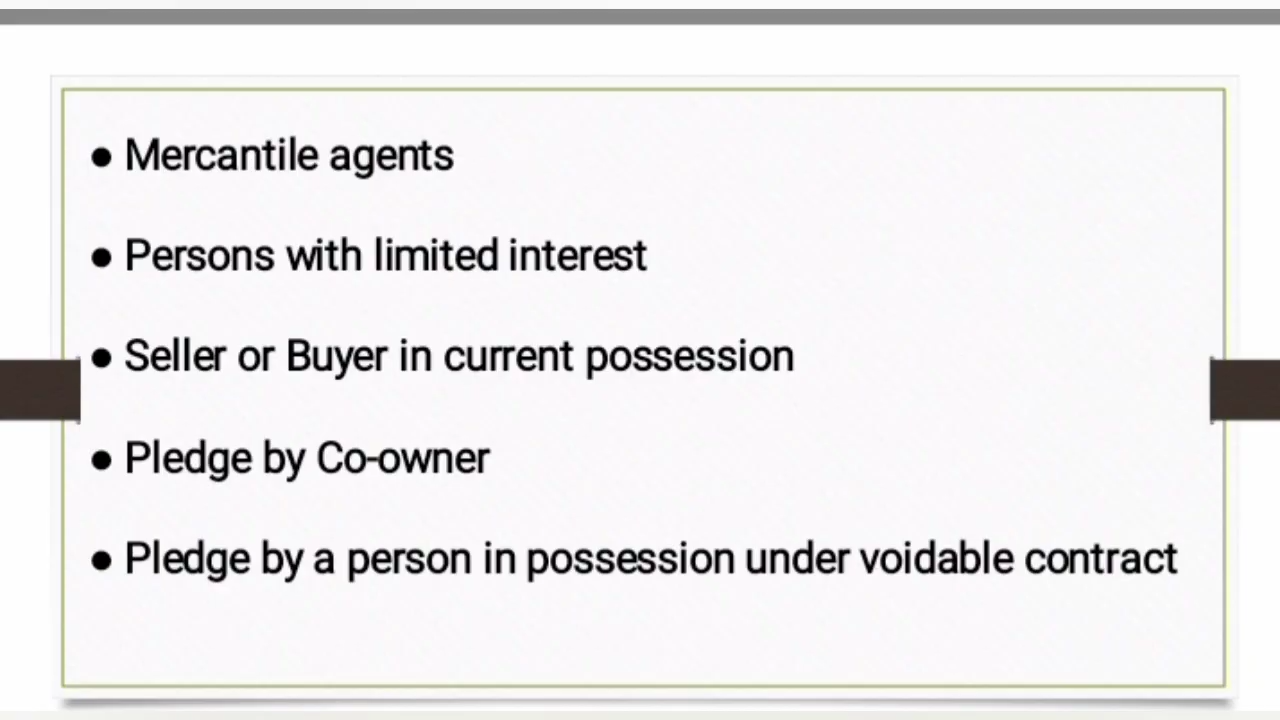 ● Mercantile agents
● Persons with limited interest
● Seller or Buyer in current possession
● Pledge by Co-owner
● Pledge by a person in possession under voidable contract